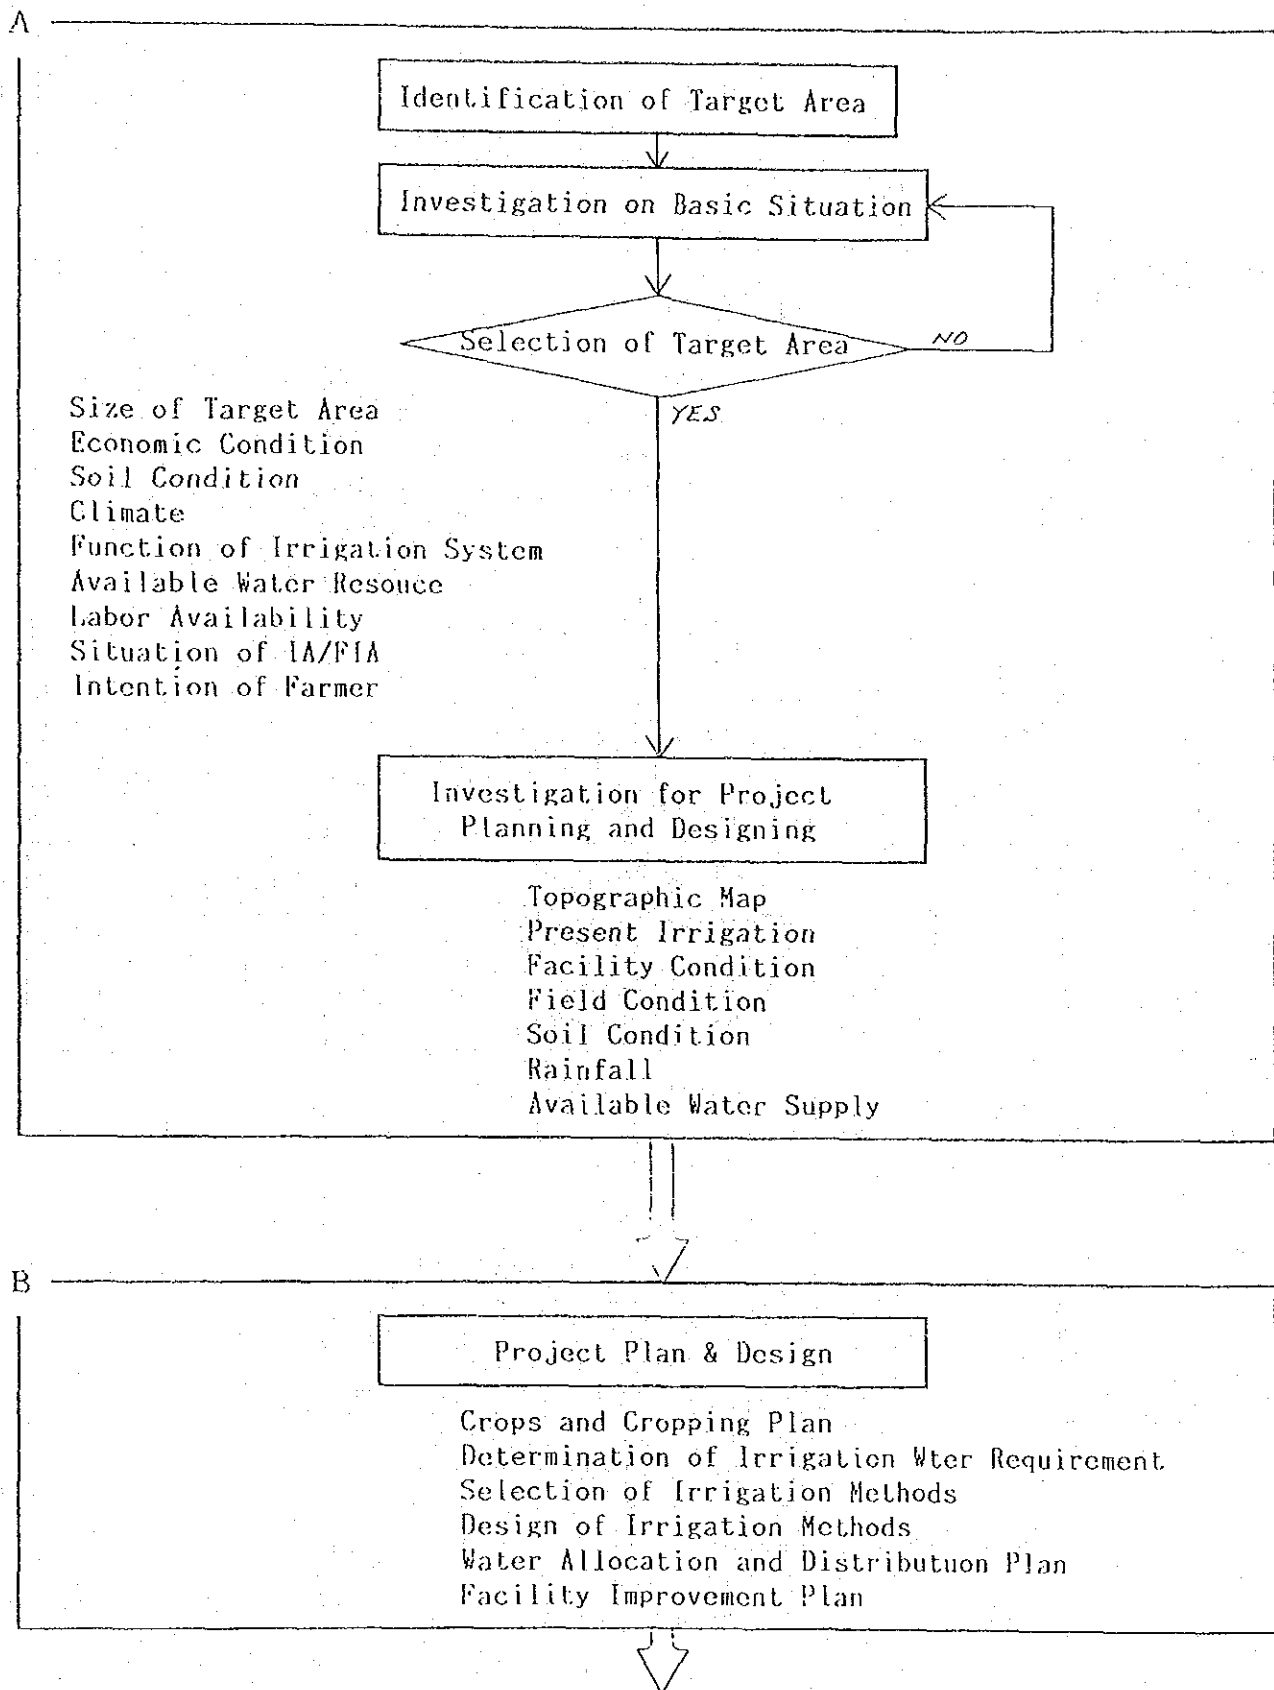 A
Identification of Target Area
Investigation on Basic Situation
Selection of Target Area
NO
YES
Size of Target Area
Economic Condition
Soil Condition
Climate
Function of Irrigation System
Available Water Resouce
Labor Availability
Situation of IA/FIA
Intention of Farmer
Investigation for Project
Planning and Designing
Topographic Map
Present Irrigation
Facility Condition
Field Condition
Soil Condition
Rainfall
Available Water Supply
B
Project Plan & Design
Crops and Cropping Plan
Determination of Irrigation Wter Requirement
Selection of Irrigation Methods
Design of Irrigation Methods
Water Allocation and Distributuon Plan
Facility Improvement Plan